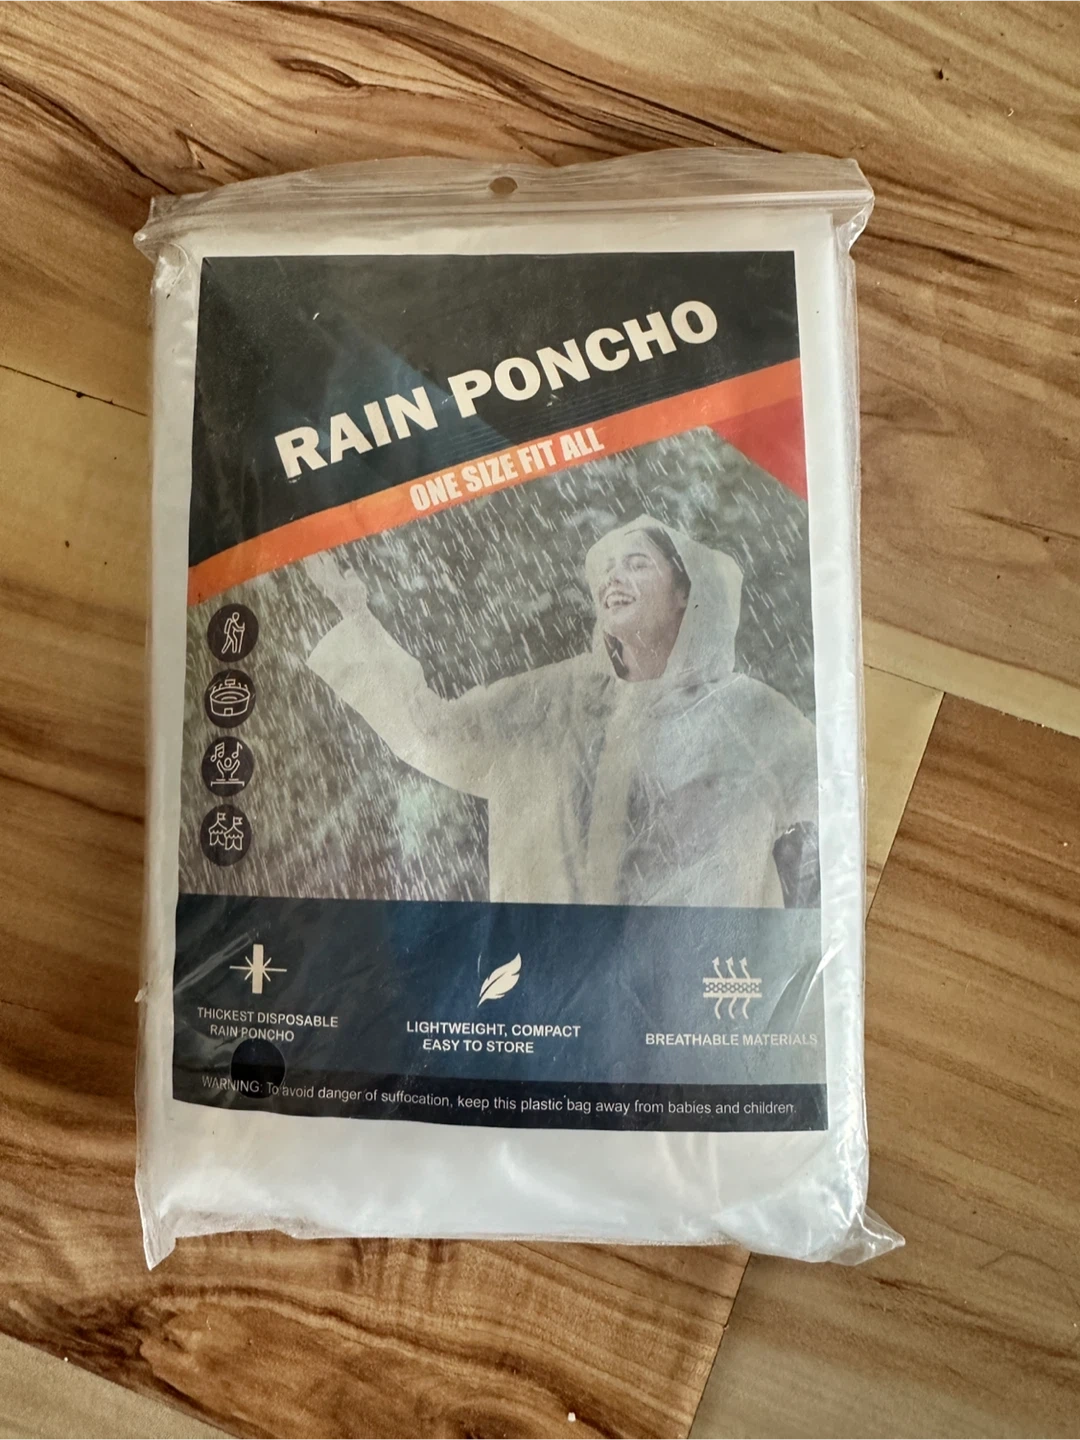 RAIN PONCHO
ONE SIZE FIT ALL
THICKEST DISPOSABLE
RAIN PONCHO
LIGHTWEIGHT, COMPACT
EASY TO STORE
BREATHABLE MATERIALS
WARNING: To avoid danger of suffocation, keep this plastic bag away from babies and children.